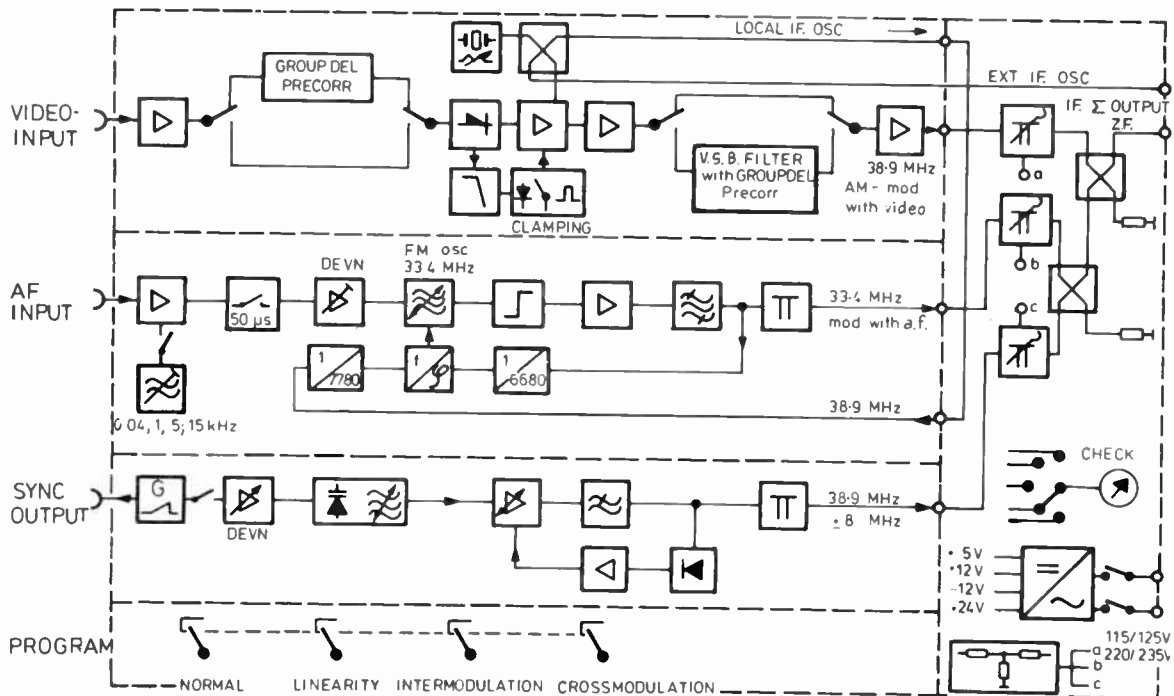 LOCAL I.F. OSC
EXT I.F. OSC
I.F. Σ OUTPUT
Z.F.
VIDEO-
INPUT
GROUP DEL
PRECORR
V.S.B. FILTER
with GROUPDEL
Precorr
38·9 MHz
AM-mod
with video
CLAMPING
a
b
c
AF
INPUT
50 µs
DEVN
FM OSC
33·4 MHz
33·4 MHz
mod with a.f.
1
7780
f
φ
1
6680
38·9 MHz
0·04, 1, 5; 15 kHz
SYNC
OUTPUT
G
DEVN
38·9 MHz
±8 MHz
CHECK
+5V
+12V
-12V
+24V
115/125V
220/235V
a
b
c
PROGRAM
NORMAL
LINEARITY
INTERMODULATION
CROSSMODULATION